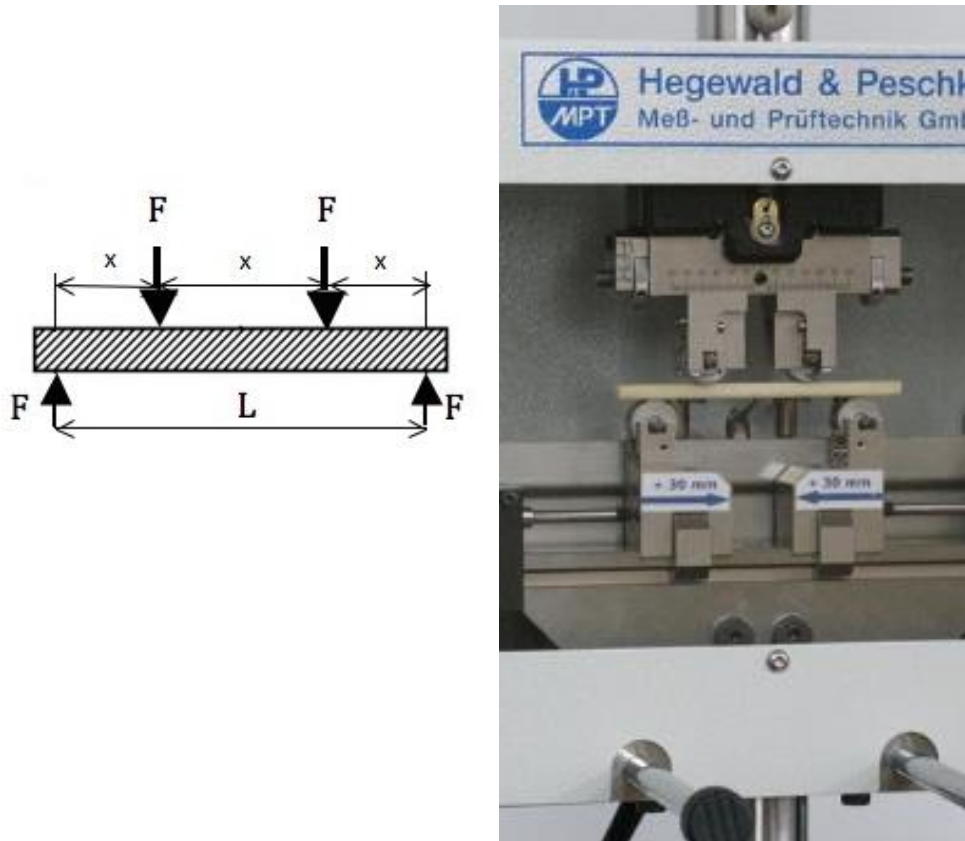 F F
x x x
F L F
HP
MPT
Hegewald & Peschk
Meß- und Prüftechnik Gmb
+ 30 mm + 30 mm